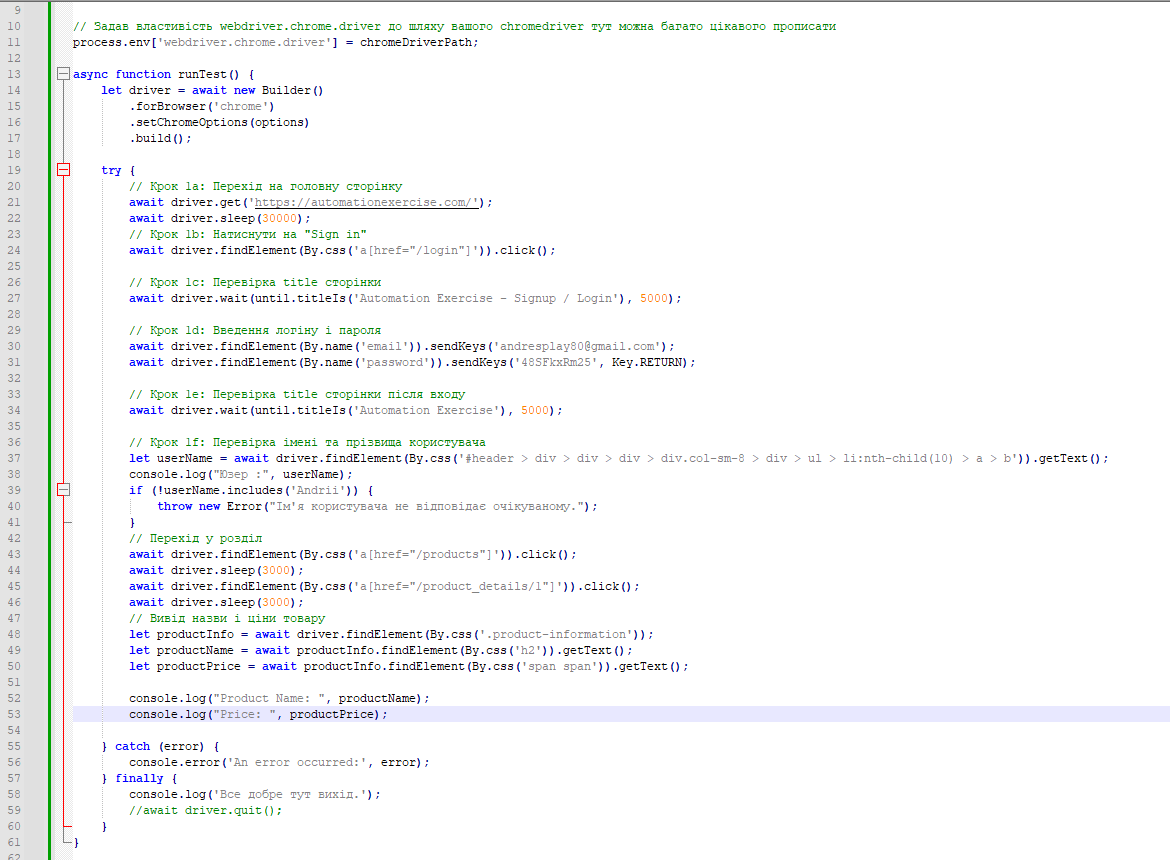 9
10 // Задав властивість webdriver.chrome.driver до шляху вашого chromedriver тут можна багато цікавого прописати
11 process.env['webdriver.chrome.driver'] = chromeDriverPath;
12
13 async function runTest() {
14 let driver = await new Builder()
15 .forBrowser('chrome')
16 .setChromeOptions(options)
17 .build();
18
19 try {
20 // Крок 1a: Перехід на головну сторінку
21 await driver.get('https://automationexercise.com/');
22 await driver.sleep(30000);
23 // Крок 1b: Натиснути на "Sign in"
24 await driver.findElement(By.css('a[href="/login"]')).click();
25
26 // Крок 1c: Перевірка title сторінки
27 await driver.wait(until.titleIs('Automation Exercise - Signup / Login'), 5000);
28
29 // Крок 1d: Введення логіну і пароля
30 await driver.findElement(By.name('email')).sendKeys('andresplay80@gmail.com');
31 await driver.findElement(By.name('password')).sendKeys('48SFkxRm25', Key.RETURN);
32
33 // Крок 1e: Перевірка title сторінки після входу
34 await driver.wait(until.titleIs('Automation Exercise'), 5000);
35
36 // Крок 1f: Перевірка імені та прізвища користувача
37 let userName = await driver.findElement(By.css('#header > div > div > div > div.col-sm-8 > div > ul > li:nth-child(10) > a > b')).getText();
38 console.log("Юзер :", userName);
39 if (!userName.includes('Andrii')) {
40 throw new Error("Ім'я користувача не відповідає очікуваному.");
41 }
42 // Перехід у розділ
43 await driver.findElement(By.css('a[href="/products"]')).click();
44 await driver.sleep(3000);
45 await driver.findElement(By.css('a[href="/product_details/1"]')).click();
46 await driver.sleep(3000);
47 // Вивід назви і ціни товару
48 let productInfo = await driver.findElement(By.css('.product-information'));
49 let productName = await productInfo.findElement(By.css('h2')).getText();
50 let productPrice = await productInfo.findElement(By.css('span span')).getText();
51
52 console.log("Product Name: ", productName);
53 console.log("Price: ", productPrice);
54
55 } catch (error) {
56 console.error('An error occurred:', error);
57 } finally {
58 console.log('Все добре тут вихід.');
59 //await driver.quit();
60 }
61 }
62